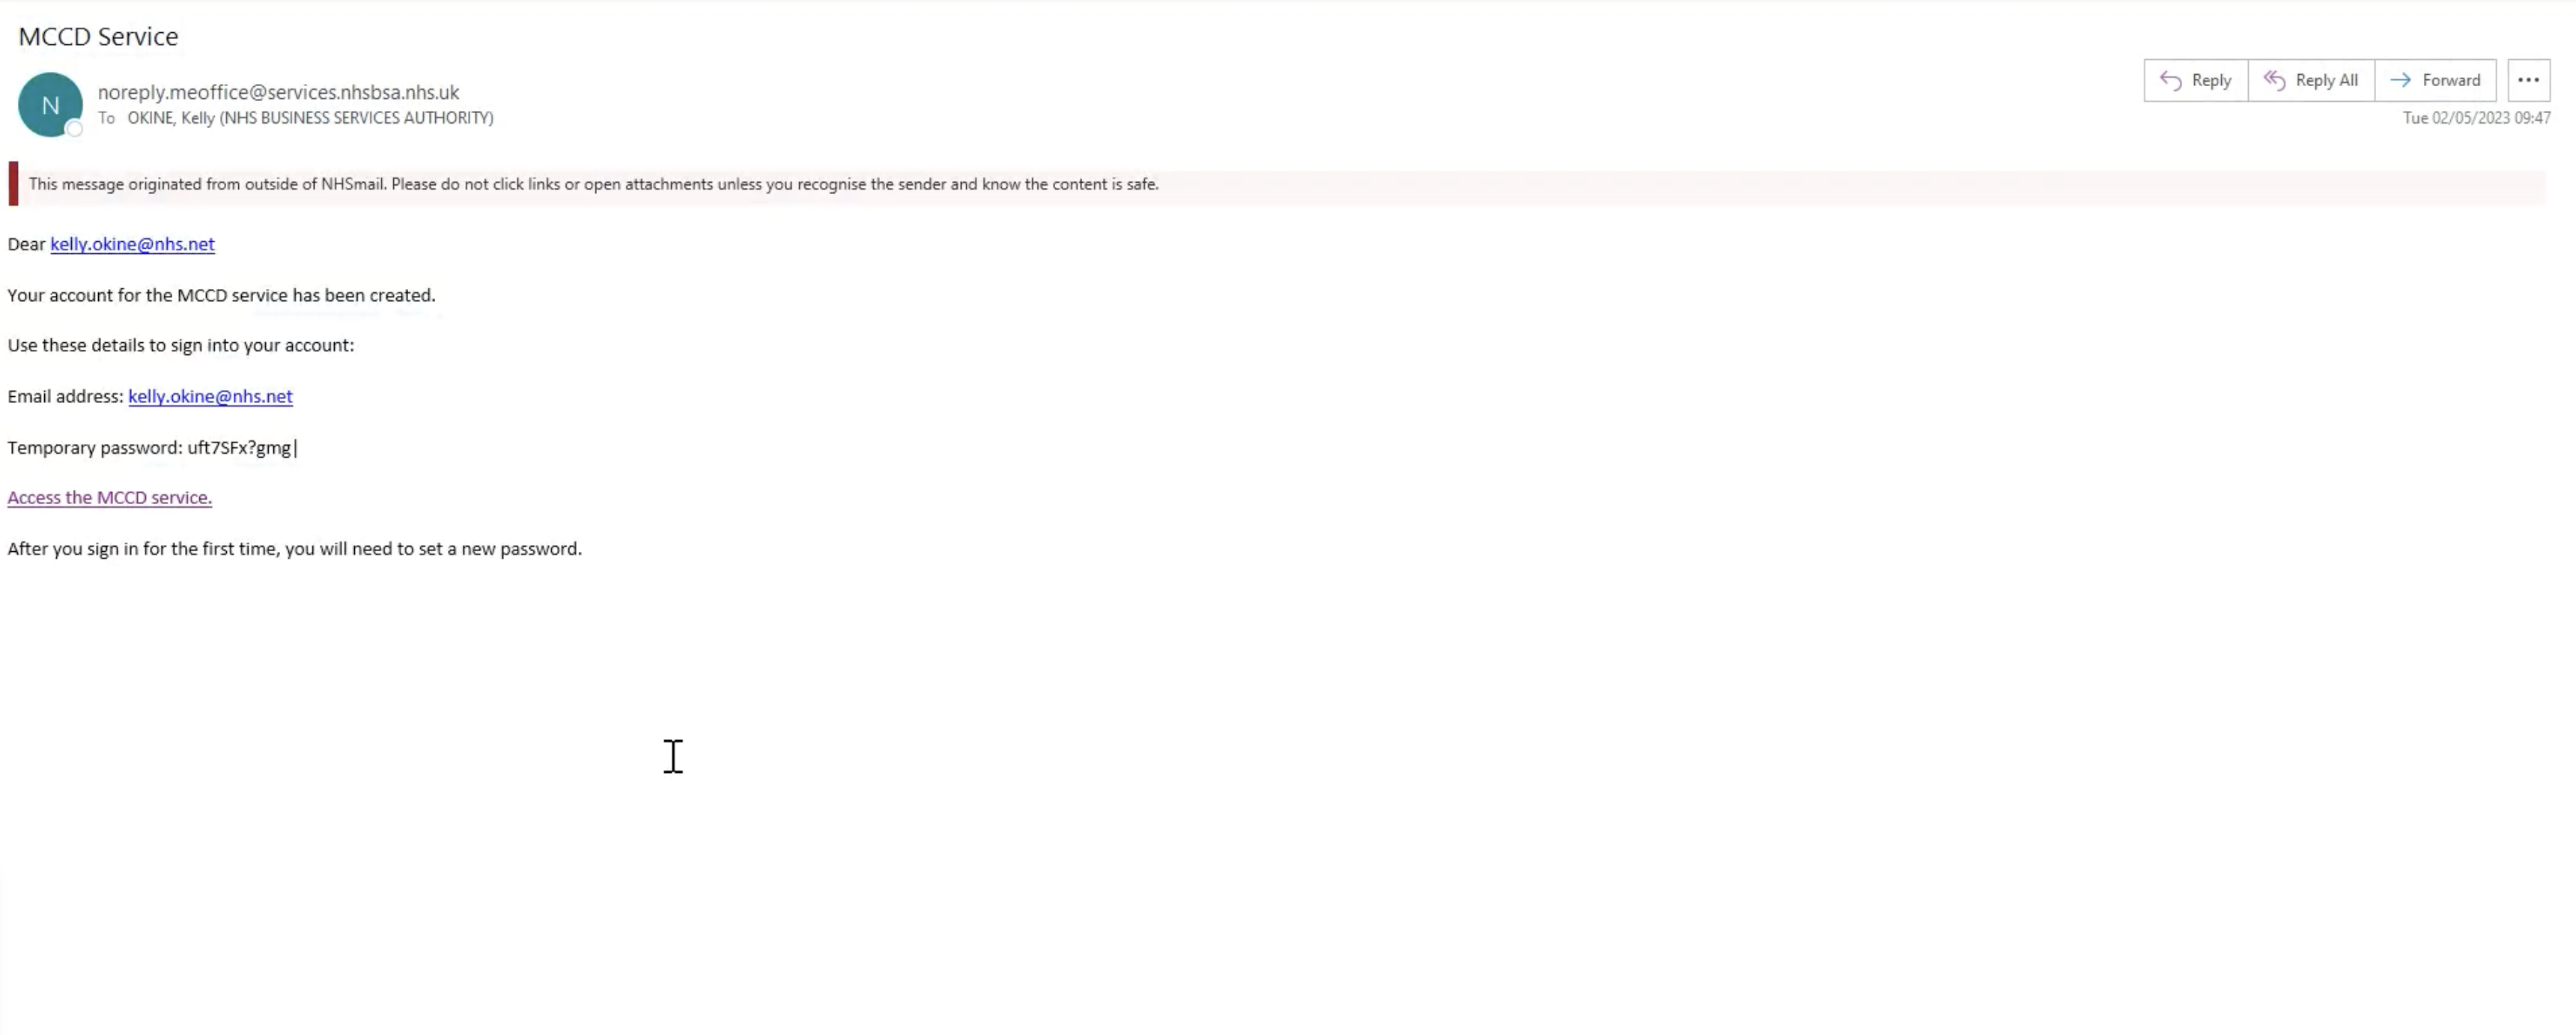 MCCD Service
N
noreply.meoffice@services.nhsbsa.nhs.uk
To OKINE, Kelly (NHS BUSINESS SERVICES AUTHORITY)
Reply
Reply All
Forward
Tue 02/05/2023 09:47
This message originated from outside of NHSmail. Please do not click links or open attachments unless you recognise the sender and know the content is safe.
Dear kelly.okine@nhs.net
Your account for the MCCD service has been created.
Use these details to sign into your account:
Email address: kelly.okine@nhs.net
Temporary password: uft7SFx?gmg|
Access the MCCD service.
After you sign in for the first time, you will need to set a new password.